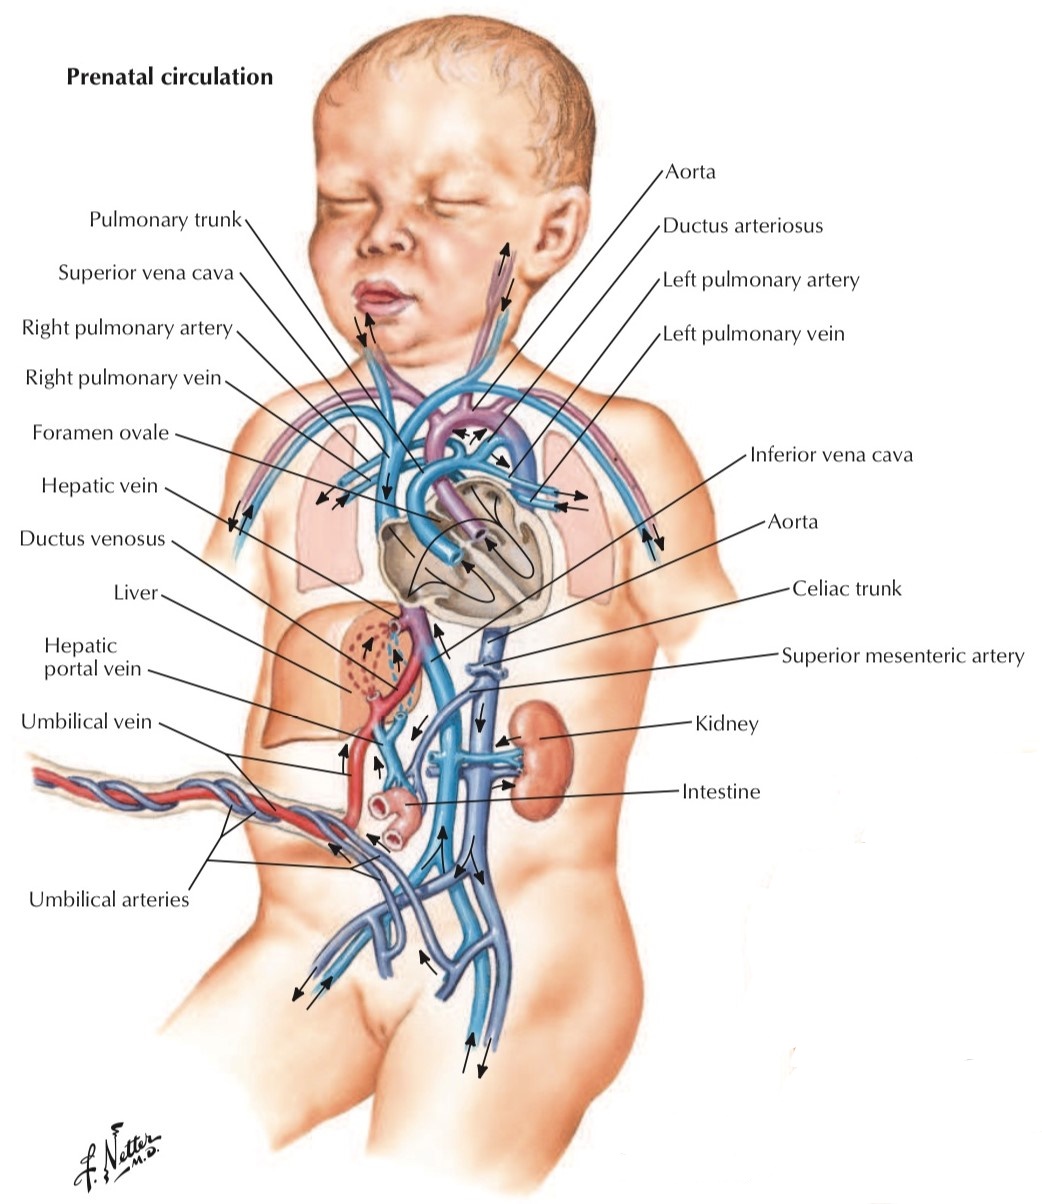 Prenatal circulation
Pulmonary trunk
Superior vena cava
Right pulmonary artery
Right pulmonary vein
Foramen ovale
Hepatic vein
Ductus venosus
Liver
Hepatic
portal vein
Umbilical vein
Umbilical arteries
Aorta
Ductus arteriosus
Left pulmonary artery
Left pulmonary vein
Inferior vena cava
Aorta
Celiac trunk
Superior mesenteric artery
Kidney
Intestine
F. Netter
M.D.